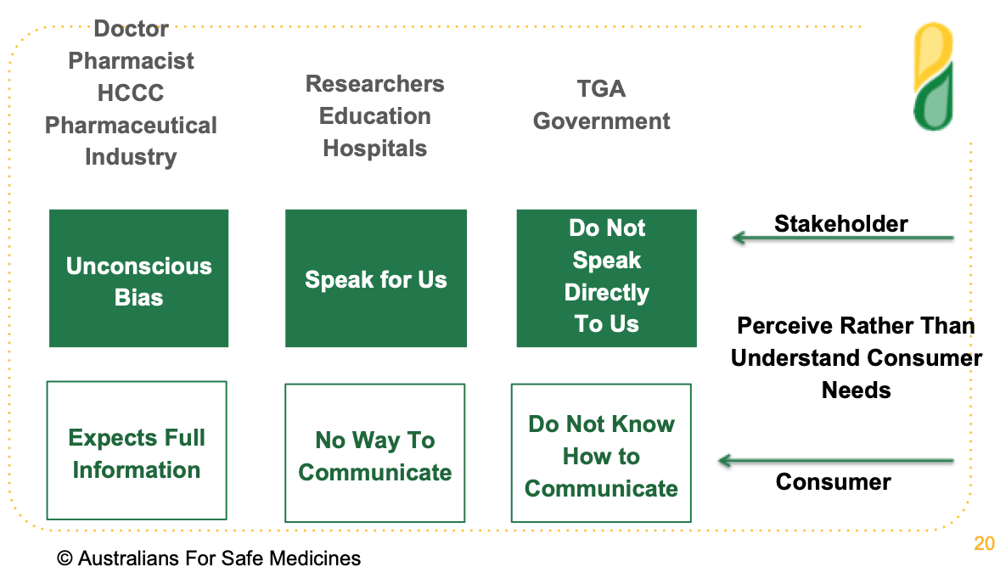 Doctor
Pharmacist
HCCC
Pharmaceutical
Industry
Researchers
Education
Hospitals
TGA
Government
Unconscious
Bias
Speak for Us
Do Not
Speak
Directly
To Us
Stakeholder
Perceive Rather Than
Understand Consumer
Needs
Expects Full
Information
No Way To
Communicate
Do Not Know
How to
Communicate
Consumer
20
© Australians For Safe Medicines